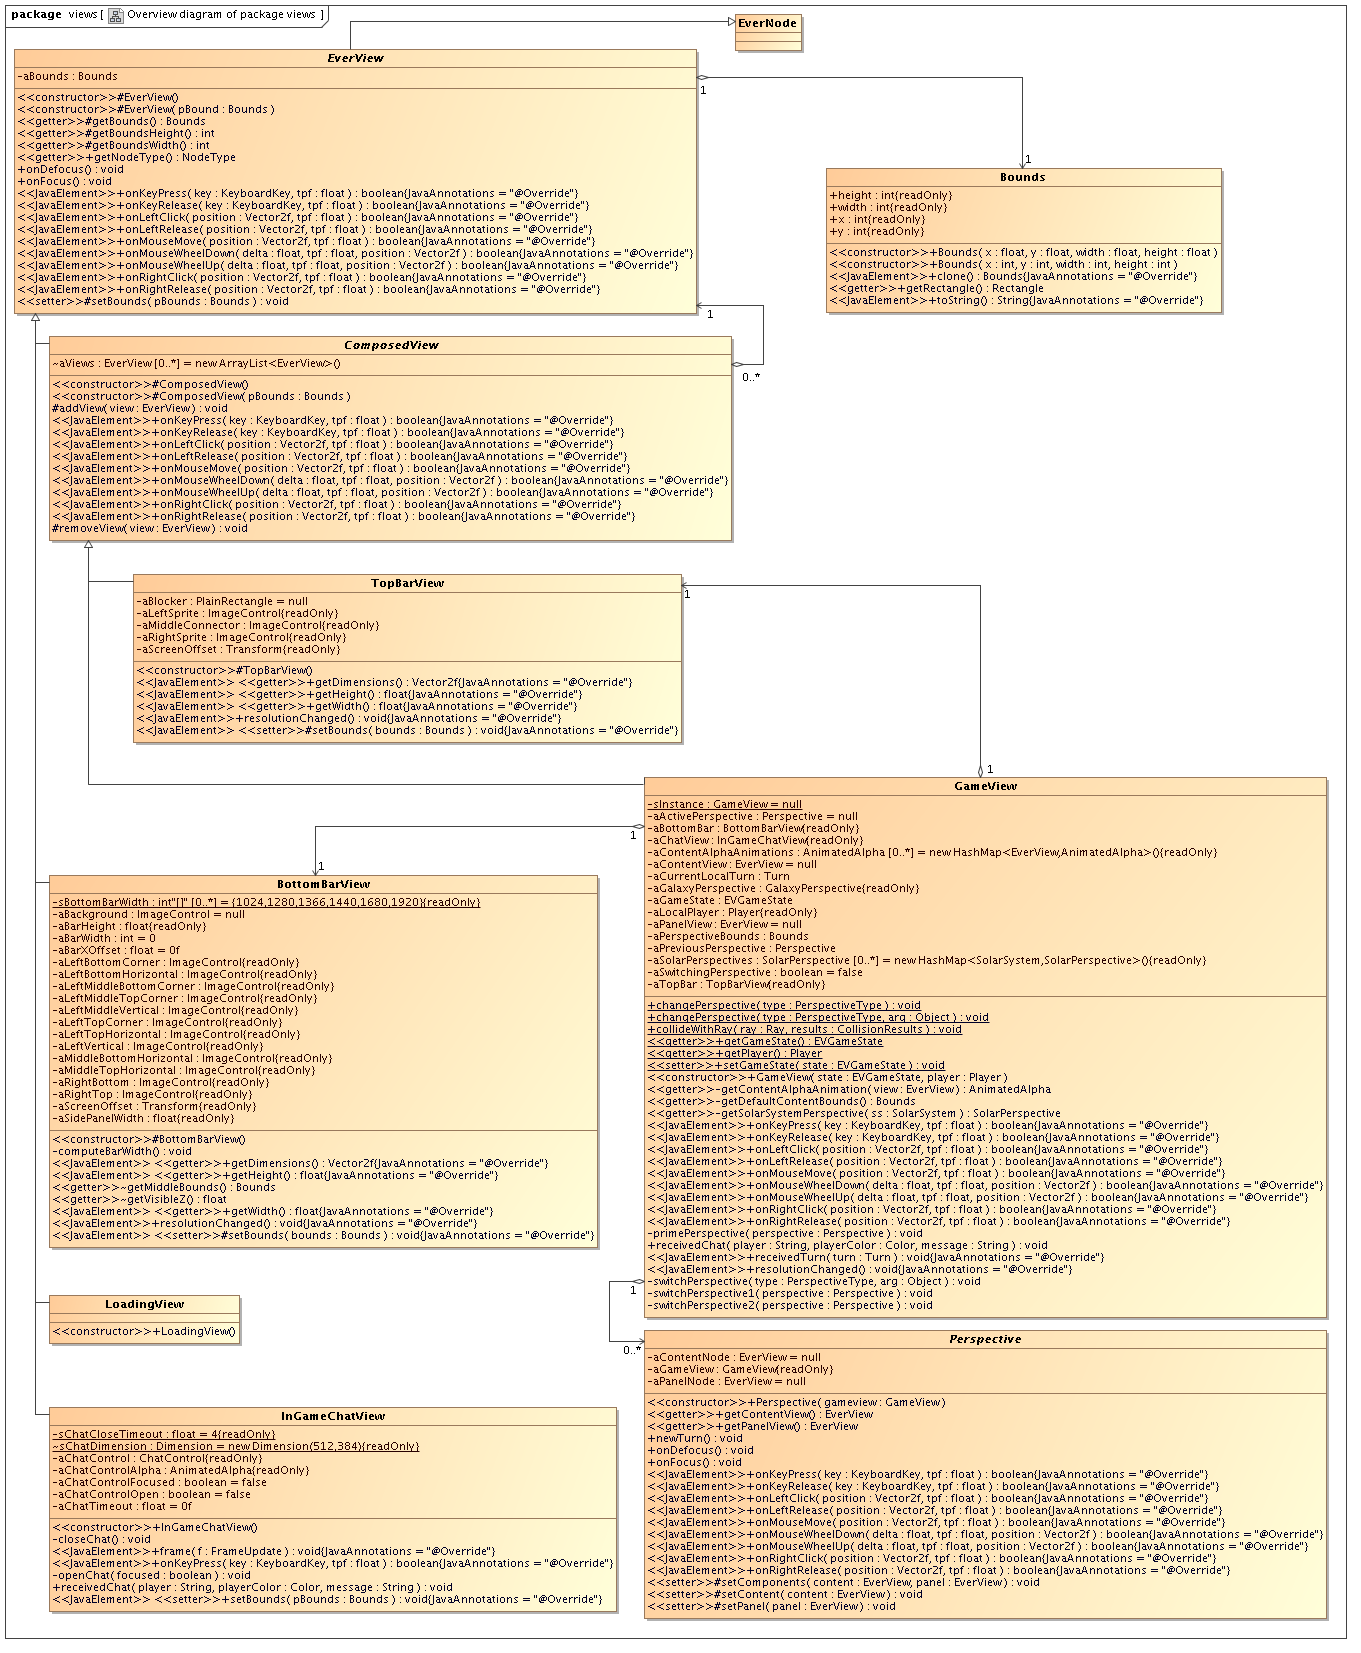 package views [ Overview diagram of package views ]
EverNode
EverView
-aBounds : Bounds
<<constructor>>#EverView()
<<constructor>>#EverView( pBound : Bounds )
<<getter>>#getBounds() : Bounds
<<getter>>#getBoundsHeight() : int
<<getter>>#getBoundsWidth() : int
<<getter>>+getNodeType() : NodeType
+onDefocus() : void
+onFocus() : void
<<JavaElement>>+onKeyPress( key : KeyboardKey, tpf : float ) : boolean{JavaAnnotations = "@Override"}
<<JavaElement>>+onKeyRelease( key : KeyboardKey, tpf : float ) : boolean{JavaAnnotations = "@Override"}
<<JavaElement>>+onLeftClick( position : Vector2f, tpf : float ) : boolean{JavaAnnotations = "@Override"}
<<JavaElement>>+onLeftRelease( position : Vector2f, tpf : float ) : boolean{JavaAnnotations = "@Override"}
<<JavaElement>>+onMouseMove( position : Vector2f, tpf : float ) : boolean{JavaAnnotations = "@Override"}
<<JavaElement>>+onMouseWheelDown( delta : float, tpf : float, position : Vector2f ) : boolean{JavaAnnotations = "@Override"}
<<JavaElement>>+onMouseWheelUp( delta : float, tpf : float, position : Vector2f ) : boolean{JavaAnnotations = "@Override"}
<<JavaElement>>+onRightClick( position : Vector2f, tpf : float ) : boolean{JavaAnnotations = "@Override"}
<<JavaElement>>+onRightRelease( position : Vector2f, tpf : float ) : boolean{JavaAnnotations = "@Override"}
<<setter>>#setBounds( pBounds : Bounds ) : void
1
1
Bounds
+height : int{readOnly}
+width : int{readOnly}
+x : int{readOnly}
+y : int{readOnly}
<<constructor>>+Bounds( x : float, y : float, width : float, height : float )
<<constructor>>+Bounds( x : int, y : int, width : int, height : int )
<<JavaElement>>+clone() : Bounds{JavaAnnotations = "@Override"}
<<getter>>+getRectangle() : Rectangle
<<JavaElement>>+toString() : String{JavaAnnotations = "@Override"}
1
0..*
ComposedView
~aViews : EverView [0..*] = new ArrayList<EverView>()
<<constructor>>#ComposedView()
<<constructor>>#ComposedView( pBounds : Bounds )
#addView( view : EverView ) : void
<<JavaElement>>+onKeyPress( key : KeyboardKey, tpf : float ) : boolean{JavaAnnotations = "@Override"}
<<JavaElement>>+onKeyRelease( key : KeyboardKey, tpf : float ) : boolean{JavaAnnotations = "@Override"}
<<JavaElement>>+onLeftClick( position : Vector2f, tpf : float ) : boolean{JavaAnnotations = "@Override"}
<<JavaElement>>+onLeftRelease( position : Vector2f, tpf : float ) : boolean{JavaAnnotations = "@Override"}
<<JavaElement>>+onMouseMove( position : Vector2f, tpf : float ) : boolean{JavaAnnotations = "@Override"}
<<JavaElement>>+onMouseWheelDown( delta : float, tpf : float, position : Vector2f ) : boolean{JavaAnnotations = "@Override"}
<<JavaElement>>+onMouseWheelUp( delta : float, tpf : float, position : Vector2f ) : boolean{JavaAnnotations = "@Override"}
<<JavaElement>>+onRightClick( position : Vector2f, tpf : float ) : boolean{JavaAnnotations = "@Override"}
<<JavaElement>>+onRightRelease( position : Vector2f, tpf : float ) : boolean{JavaAnnotations = "@Override"}
#removeView( view : EverView ) : void
TopBarView
-aBlocker : PlainRectangle = null
-aLeftSprite : ImageControl{readOnly}
-aMiddleConnector : ImageControl{readOnly}
-aRightSprite : ImageControl{readOnly}
-aScreenOffset : Transform{readOnly}
<<constructor>>#TopBarView()
<<JavaElement>> <<getter>>+getDimensions() : Vector2f{JavaAnnotations = "@Override"}
<<JavaElement>> <<getter>>+getHeight() : float{JavaAnnotations = "@Override"}
<<JavaElement>> <<getter>>+getWidth() : float{JavaAnnotations = "@Override"}
<<JavaElement>>+resolutionChanged() : void{JavaAnnotations = "@Override"}
<<JavaElement>> <<setter>>#setBounds( bounds : Bounds ) : void{JavaAnnotations = "@Override"}
1
1
GameView
-sInstance : GameView = null
-aActivePerspective : Perspective = null
-aBottomBar : BottomBarView{readOnly}
-aChatView : InGameChatView{readOnly}
-aContentAlphaAnimations : AnimatedAlpha [0..*] = new HashMap<EverView,AnimatedAlpha>(){readOnly}
-aContentView : EverView = null
-aCurrentLocalTurn : Turn
-aGalaxyPerspective : GalaxyPerspective{readOnly}
-aGameState : EVGameState
-aLocalPlayer : Player{readOnly}
-aPanelView : EverView = null
-aPerspectiveBounds : Bounds
-aPreviousPerspective : Perspective
-aSolarPerspectives : SolarPerspective [0..*] = new HashMap<SolarSystem,SolarPerspective>(){readOnly}
-aSwitchingPerspective : boolean = false
-aTopBar : TopBarView{readOnly}
+changePerspective( type : PerspectiveType ) : void
+changePerspective( type : PerspectiveType, arg : Object ) : void
+collideWithRay( ray : Ray, results : CollisionResults ) : void
<<getter>>+getGameState() : EVGameState
<<getter>>+getPlayer() : Player
<<setter>>+setGameState( state : EVGameState ) : void
<<constructor>>+GameView( state : EVGameState, player : Player )
<<getter>>-getContentAlphaAnimation( view : EverView ) : AnimatedAlpha
<<getter>>-getDefaultContentBounds() : Bounds
<<getter>>-getSolarSystemPerspective( ss : SolarSystem ) : SolarPerspective
<<JavaElement>>+onKeyPress( key : KeyboardKey, tpf : float ) : boolean{JavaAnnotations = "@Override"}
<<JavaElement>>+onKeyRelease( key : KeyboardKey, tpf : float ) : boolean{JavaAnnotations = "@Override"}
<<JavaElement>>+onLeftClick( position : Vector2f, tpf : float ) : boolean{JavaAnnotations = "@Override"}
<<JavaElement>>+onLeftRelease( position : Vector2f, tpf : float ) : boolean{JavaAnnotations = "@Override"}
<<JavaElement>>+onMouseMove( position : Vector2f, tpf : float ) : boolean{JavaAnnotations = "@Override"}
<<JavaElement>>+onMouseWheelDown( delta : float, tpf : float, position : Vector2f ) : boolean{JavaAnnotations = "@Override"}
<<JavaElement>>+onMouseWheelUp( delta : float, tpf : float, position : Vector2f ) : boolean{JavaAnnotations = "@Override"}
<<JavaElement>>+onRightClick( position : Vector2f, tpf : float ) : boolean{JavaAnnotations = "@Override"}
<<JavaElement>>+onRightRelease( position : Vector2f, tpf : float ) : boolean{JavaAnnotations = "@Override"}
-primePerspective( perspective : Perspective ) : void
+receivedChat( player : String, playerColor : Color, message : String ) : void
<<JavaElement>>+receivedTurn( turn : Turn ) : void{JavaAnnotations = "@Override"}
<<JavaElement>>+resolutionChanged() : void{JavaAnnotations = "@Override"}
-switchPerspective( type : PerspectiveType, arg : Object ) : void
-switchPerspective1( perspective : Perspective ) : void
-switchPerspective2( perspective : Perspective ) : void
1
1
BottomBarView
-sBottomBarWidth : int"[]" [0..*] = {1024,1280,1366,1440,1680,1920}{readOnly}
-aBackground : ImageControl = null
-aBarHeight : float{readOnly}
-aBarWidth : int = 0
-aBarXOffset : float = 0f
-aLeftBottomCorner : ImageControl{readOnly}
-aLeftBottomHorizontal : ImageControl{readOnly}
-aLeftMiddleBottomCorner : ImageControl{readOnly}
-aLeftMiddleTopCorner : ImageControl{readOnly}
-aLeftMiddleVertical : ImageControl{readOnly}
-aLeftTopCorner : ImageControl{readOnly}
-aLeftTopHorizontal : ImageControl{readOnly}
-aLeftVertical : ImageControl{readOnly}
-aMiddleBottomHorizontal : ImageControl{readOnly}
-aMiddleTopHorizontal : ImageControl{readOnly}
-aRightBottom : ImageControl{readOnly}
-aRightTop : ImageControl{readOnly}
-aScreenOffset : Transform{readOnly}
-aSidePanelWidth : float{readOnly}
<<constructor>>#BottomBarView()
-computeBarWidth() : void
<<JavaElement>> <<getter>>+getDimensions() : Vector2f{JavaAnnotations = "@Override"}
<<JavaElement>> <<getter>>+getHeight() : float{JavaAnnotations = "@Override"}
<<getter>>~getMiddleBounds() : Bounds
<<getter>>~getVisibleZ() : float
<<JavaElement>> <<getter>>+getWidth() : float{JavaAnnotations = "@Override"}
<<JavaElement>>+resolutionChanged() : void{JavaAnnotations = "@Override"}
<<JavaElement>> <<setter>>#setBounds( bounds : Bounds ) : void{JavaAnnotations = "@Override"}
LoadingView
<<constructor>>+LoadingView()
1
0..*
Perspective
-aContentNode : EverView = null
-aGameView : GameView{readOnly}
-aPanelNode : EverView = null
<<constructor>>+Perspective( gameview : GameView )
<<getter>>+getContentView() : EverView
<<getter>>+getPanelView() : EverView
+newTurn() : void
+onDefocus() : void
+onFocus() : void
<<JavaElement>>+onKeyPress( key : KeyboardKey, tpf : float ) : boolean{JavaAnnotations = "@Override"}
<<JavaElement>>+onKeyRelease( key : KeyboardKey, tpf : float ) : boolean{JavaAnnotations = "@Override"}
<<JavaElement>>+onLeftClick( position : Vector2f, tpf : float ) : boolean{JavaAnnotations = "@Override"}
<<JavaElement>>+onLeftRelease( position : Vector2f, tpf : float ) : boolean{JavaAnnotations = "@Override"}
<<JavaElement>>+onMouseMove( position : Vector2f, tpf : float ) : boolean{JavaAnnotations = "@Override"}
<<JavaElement>>+onMouseWheelDown( delta : float, tpf : float, position : Vector2f ) : boolean{JavaAnnotations = "@Override"}
<<JavaElement>>+onMouseWheelUp( delta : float, tpf : float, position : Vector2f ) : boolean{JavaAnnotations = "@Override"}
<<JavaElement>>+onRightClick( position : Vector2f, tpf : float ) : boolean{JavaAnnotations = "@Override"}
<<JavaElement>>+onRightRelease( position : Vector2f, tpf : float ) : boolean{JavaAnnotations = "@Override"}
<<setter>>#setComponents( content : EverView, panel : EverView ) : void
<<setter>>#setContent( content : EverView ) : void
<<setter>>#setPanel( panel : EverView ) : void
InGameChatView
-sChatCloseTimeout : float = 4{readOnly}
~sChatDimension : Dimension = new Dimension(512,384){readOnly}
-aChatControl : ChatControl{readOnly}
-aChatControlAlpha : AnimatedAlpha{readOnly}
-aChatControlFocused : boolean = false
-aChatControlOpen : boolean = false
-aChatTimeout : float = 0f
<<constructor>>+InGameChatView()
-closeChat() : void
<<JavaElement>>+frame( f : FrameUpdate ) : void{JavaAnnotations = "@Override"}
<<JavaElement>>+onKeyPress( key : KeyboardKey, tpf : float ) : boolean{JavaAnnotations = "@Override"}
-openChat( focused : boolean ) : void
+receivedChat( player : String, playerColor : Color, message : String ) : void
<<JavaElement>> <<setter>>+setBounds( pBounds : Bounds ) : void{JavaAnnotations = "@Override"}